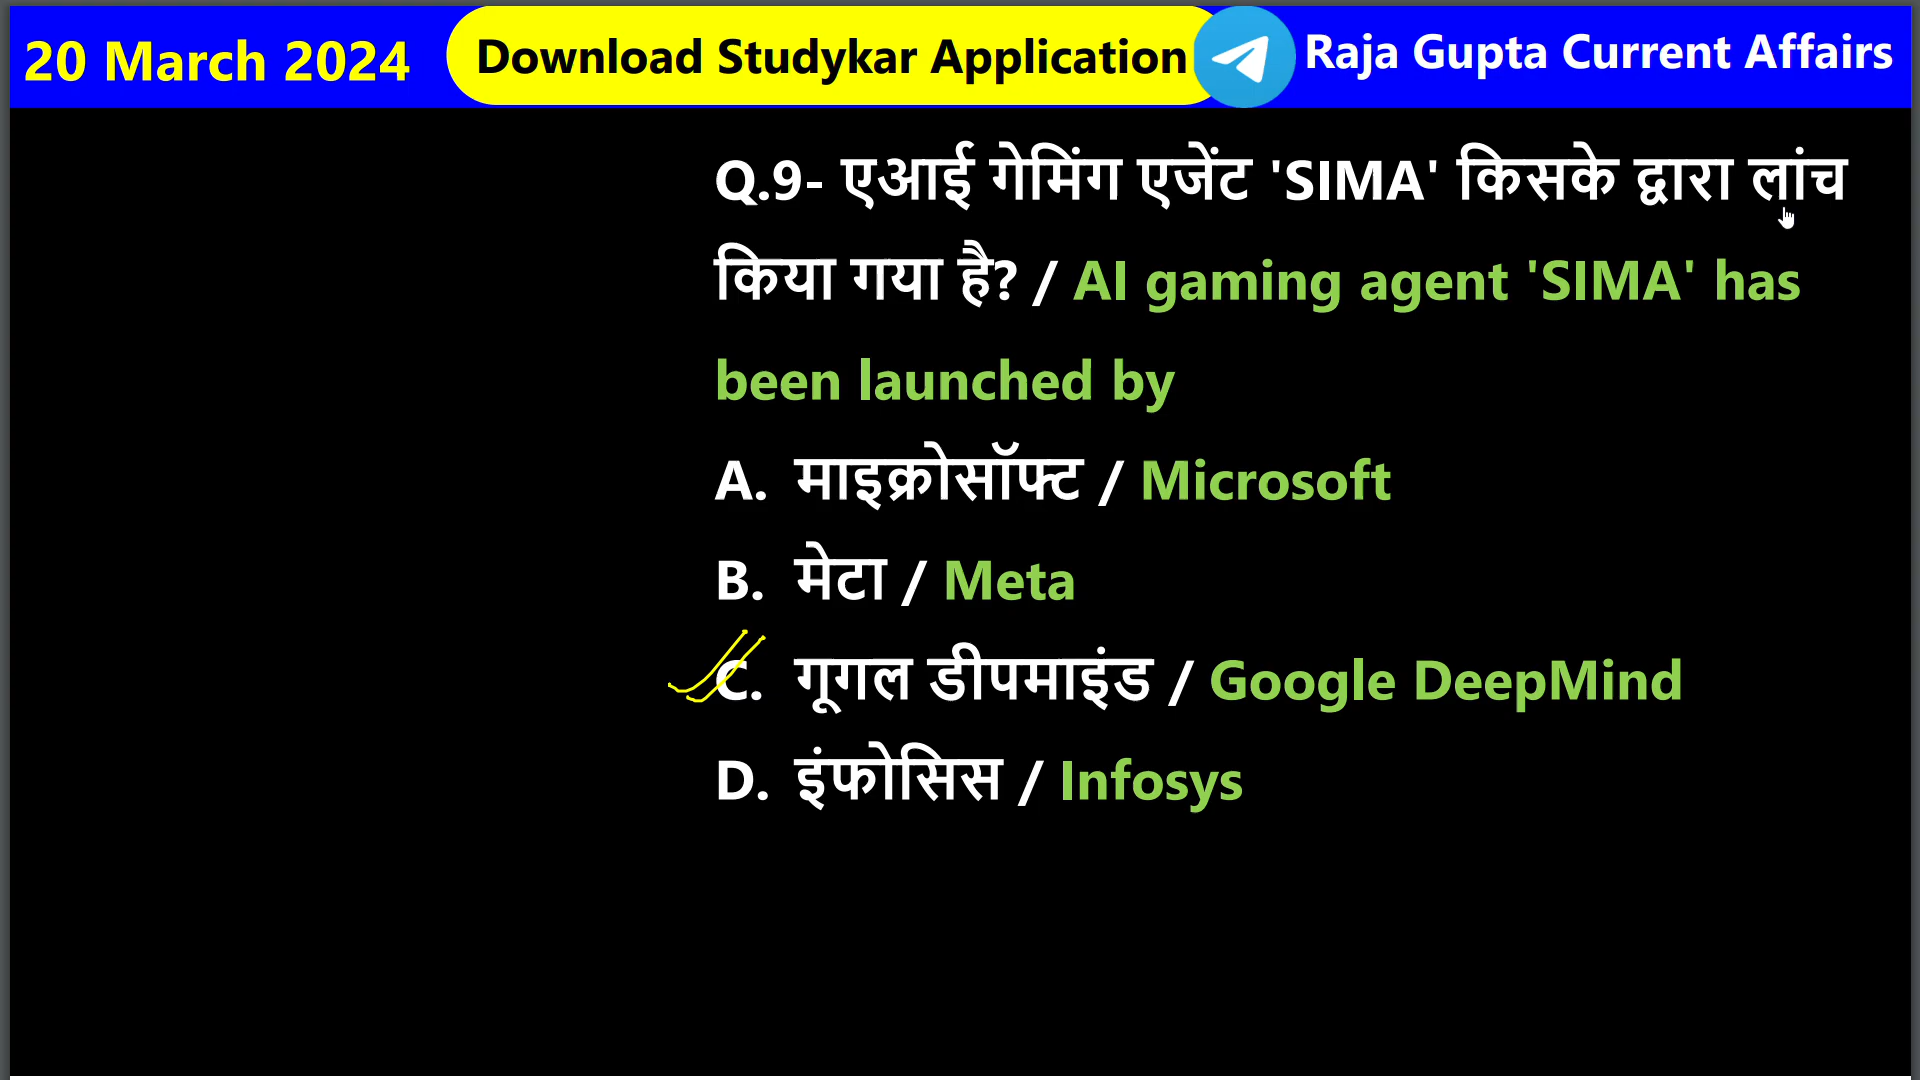 20 March 2024 Download Studykar Application Raja Gupta Current Affairs
Q.9- एआई गेमिंग एजेंट 'SIMA' किसके द्वारा लांच
किया गया है? / AI gaming agent 'SIMA' has
been launched by
A. माइक्रोसॉफ्ट / Microsoft
B. मेटा / Meta
C. गूगल डीपमाइंड / Google DeepMind
D. इंफोसिस / Infosys